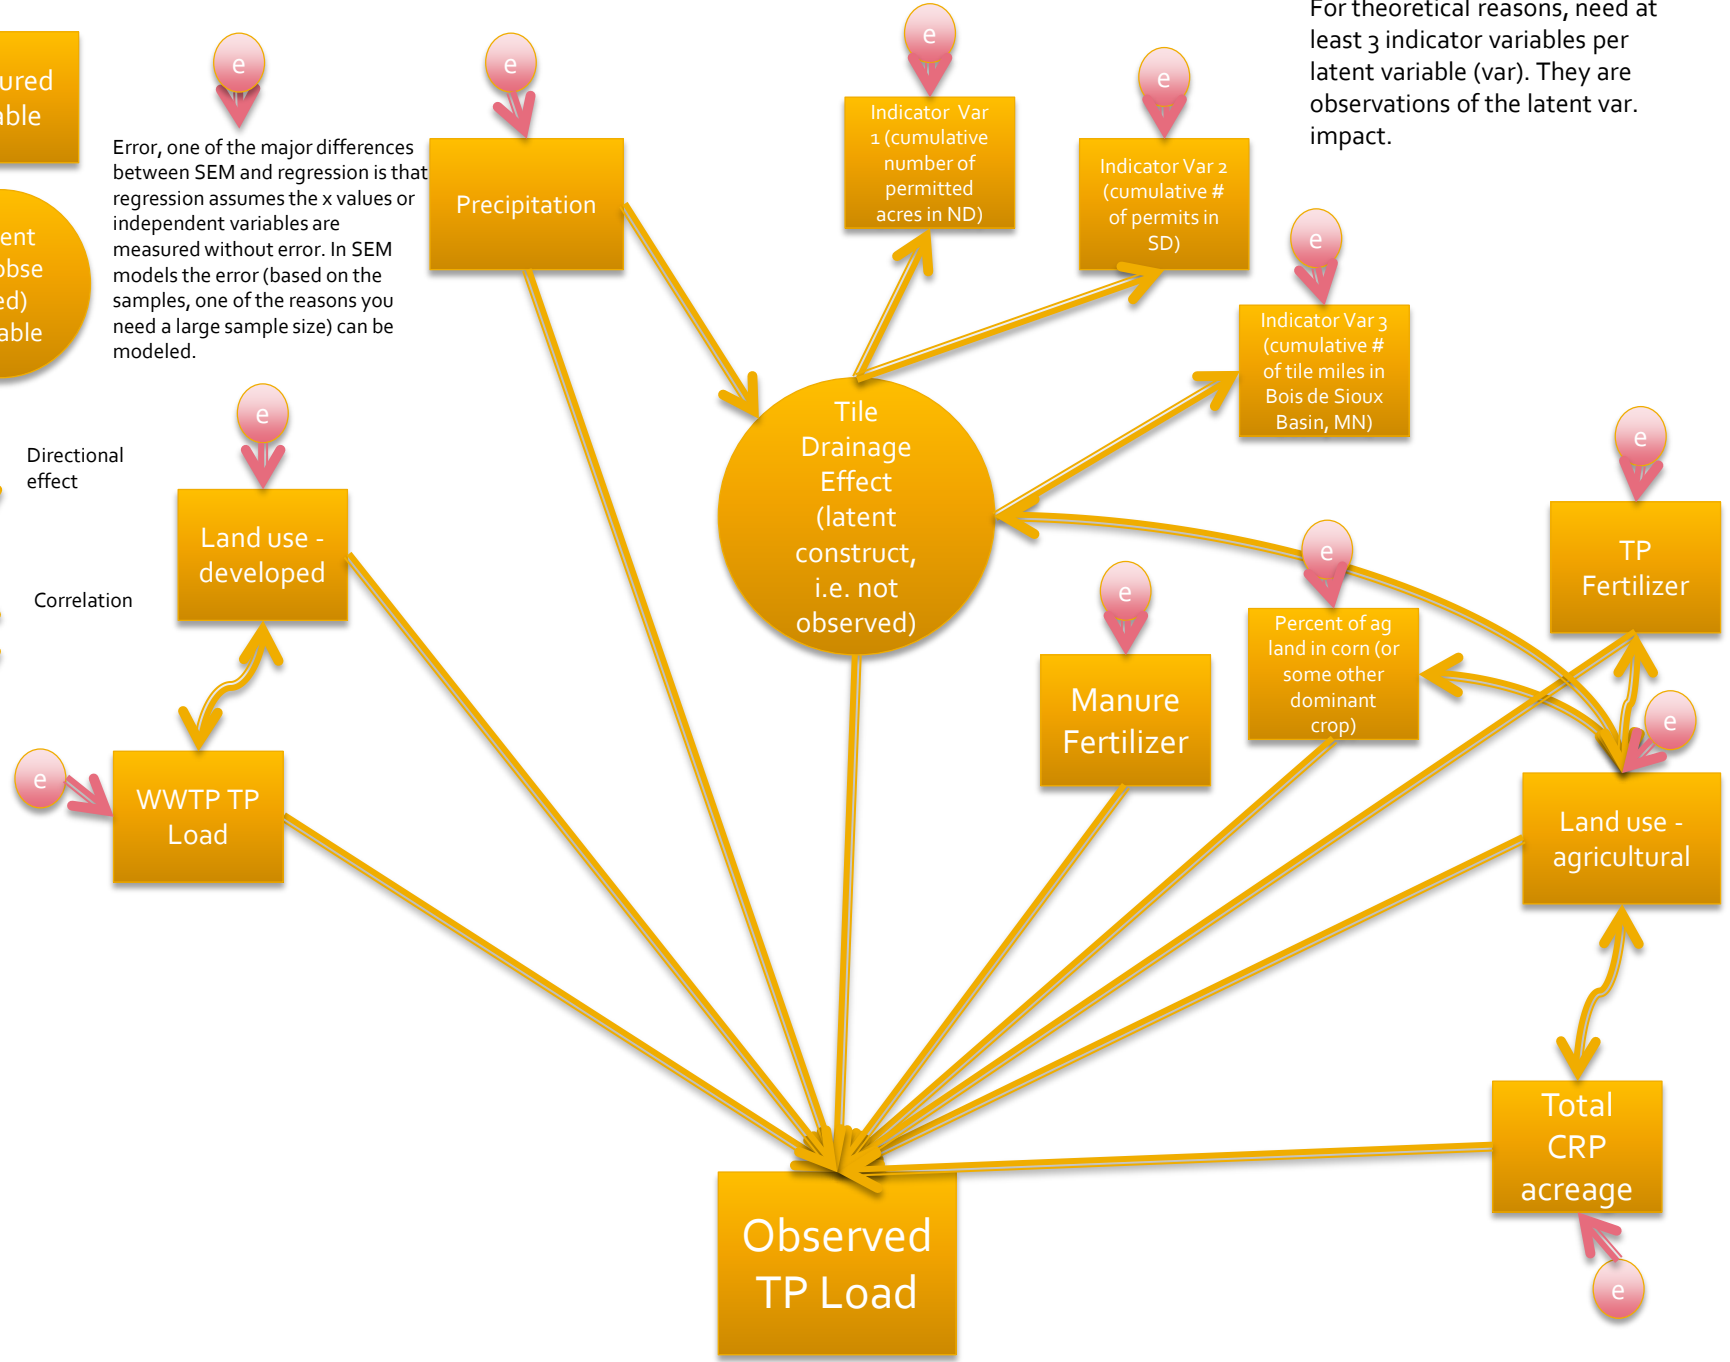 For theoretical reasons, need at
least 3 indicator variables per
latent variable (var). They are
observations of the latent var.
impact.
e
e
e
e
Error, one of the major differences
between SEM and regression is that
regression assumes the x values or
independent variables are
measured without error. In SEM
models the error (based on the
samples, one of the reasons you
need a large sample size) can be
modeled.
Precipitation
Indicator Var
1 (cumulative
number of
permitted
acres in ND)
Indicator Var 2
(cumulative #
of permits in
SD)
e
Indicator Var 3
(cumulative #
of tile miles in
Bois de Sioux
Basin, MN)
Tile
Drainage
Effect
(latent
construct,
i.e. not
observed)
e
Directional
effect
Land use -
developed
Correlation
e
TP
Fertilizer
e
e
Percent of ag
land in corn (or
some other
dominant
crop)
Manure
Fertilizer
e
Land use -
agricultural
e
WWTP TP
Load
Total
CRP
acreage
e
Observed
TP Load